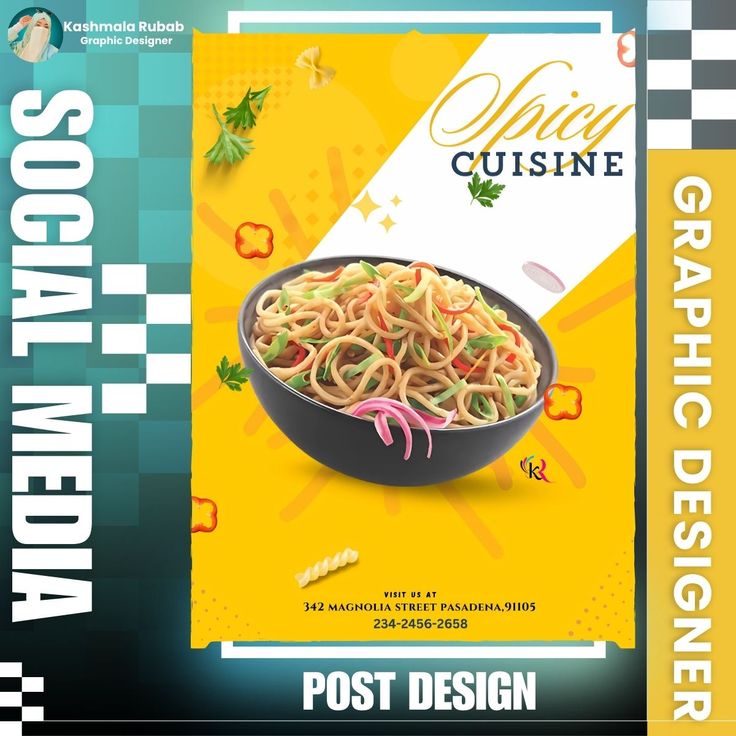 Kashmala Rubab
Graphic Designer
SOCIAL MEDIA
Spicy
CUISINE
GRAPHIC DESIGNER
KR
VISIT US AT
342 MAGNOLIA STREET PASADENA,91105
234-2456-2658
POST DESIGN